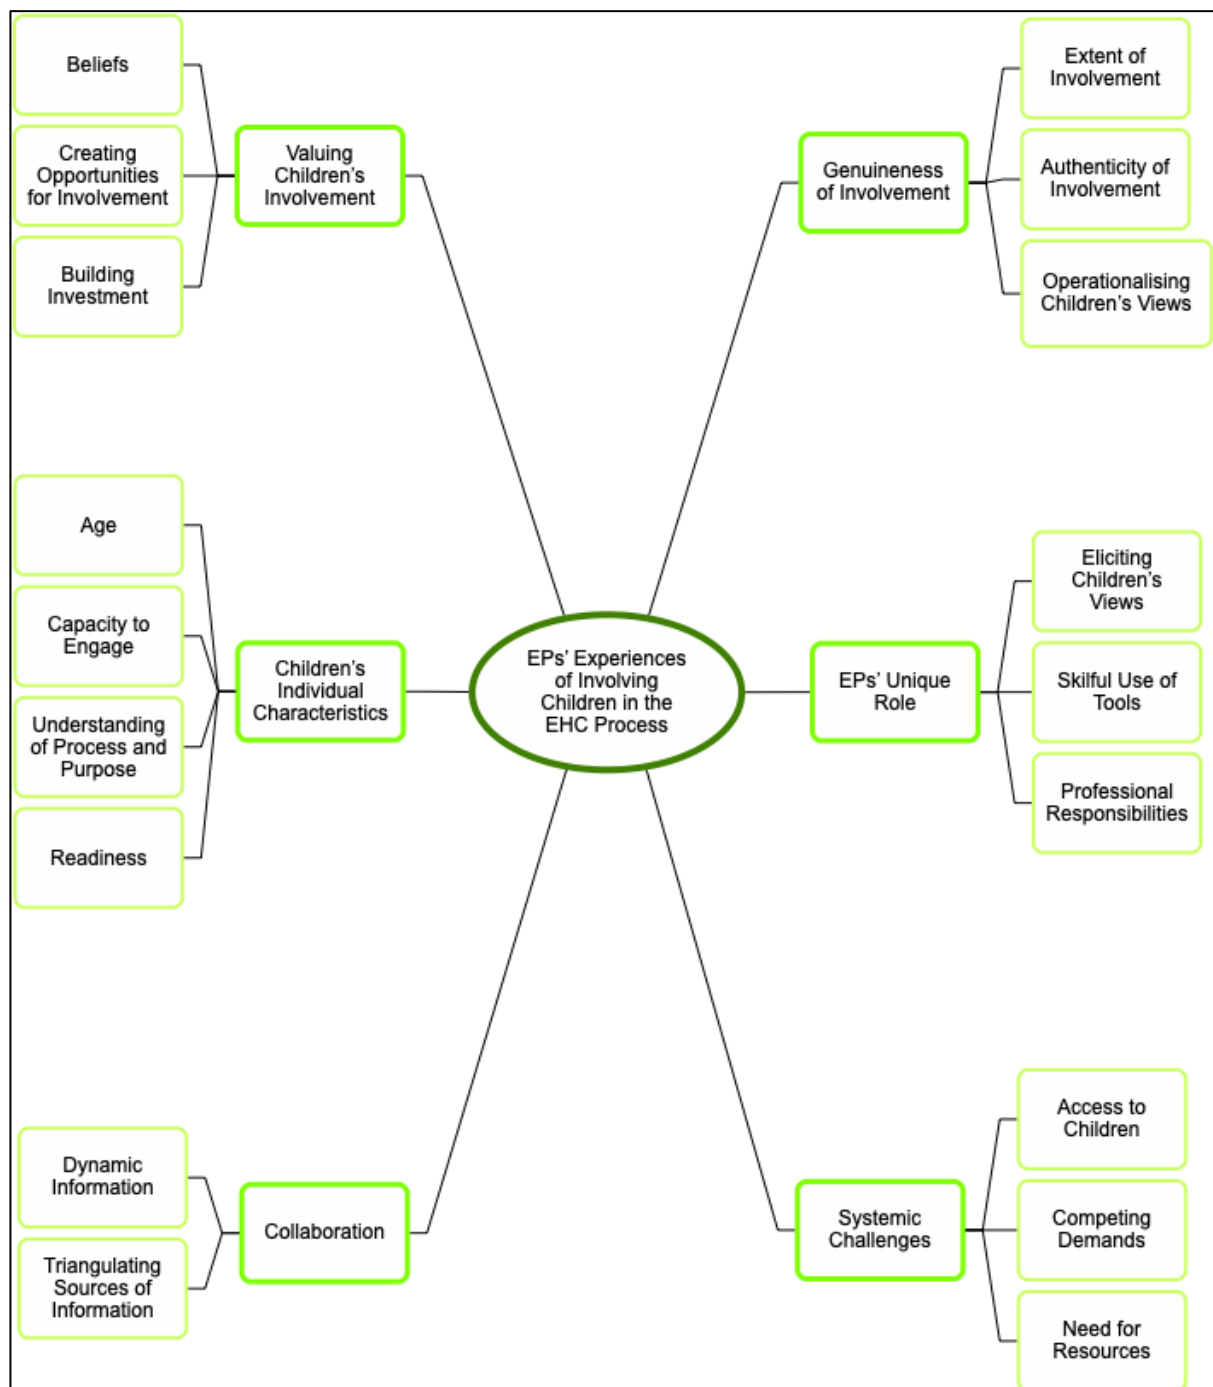 Beliefs
Creating
Opportunities
for Involvement
Building
Investment
Valuing
Children's
Involvement
Genuineness
of Involvement
Extent of
Involvement
Authenticity of
Involvement
Operationalising
Children's Views
Age
Capacity to
Engage
Understanding
of Process and
Purpose
Readiness
Children's
Individual
Characteristics
EPs' Experiences
of Involving
Children in the
EHC Process
EPs' Unique
Role
Eliciting
Children's
Views
Skilful Use of
Tools
Professional
Responsibilities
Dynamic
Information
Triangulating
Sources of
Information
Collaboration
Systemic
Challenges
Access to
Children
Competing
Demands
Need for
Resources